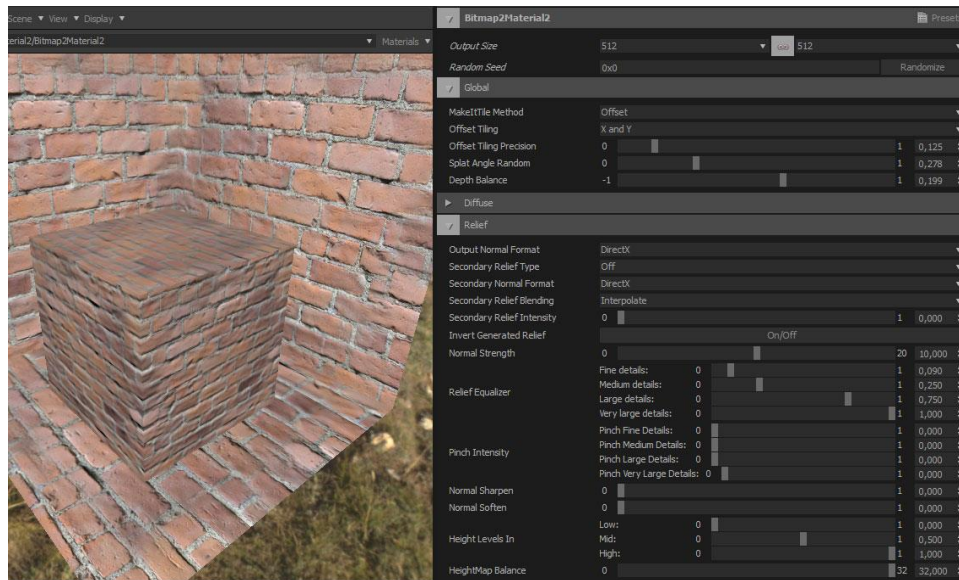 Scene ▼ View ▼ Display ▼
erial2/Bitmap2Material2 ▼ Materials ▼
Bitmap2Material2 Preset
Output Size 512 512
Random Seed 0x0 Randomize
Global
MakeItTile Method Offset
Offset Tiling X and Y
Offset Tiling Precision 0 1 0,125
Splat Angle Random 0 1 0,278
Depth Balance -1 1 0,199
Diffuse
Relief
Output Normal Format DirectX
Secondary Relief Type Off
Secondary Normal Format DirectX
Secondary Relief Blending Interpolate
Secondary Relief Intensity 0 1 0,000
Invert Generated Relief On/Off
Normal Strength 0 20 10,000
Relief Equalizer
Fine details: 0 1 0,090
Medium details: 0 1 0,250
Large details: 0 1 0,750
Very large details: 0 1 1,000
Pinch Intensity
Pinch Fine Details: 0 1 0,000
Pinch Medium Details: 0 1 0,000
Pinch Large Details: 0 1 0,000
Pinch Very Large Details: 0 1 0,000
Normal Sharpen 0 1 0,000
Normal Soften 0 1 0,000
Height Levels In
Low: 0 1 0,000
Mid: 0 1 0,500
High: 0 1 1,000
HeightMap Balance 0 32 32,000